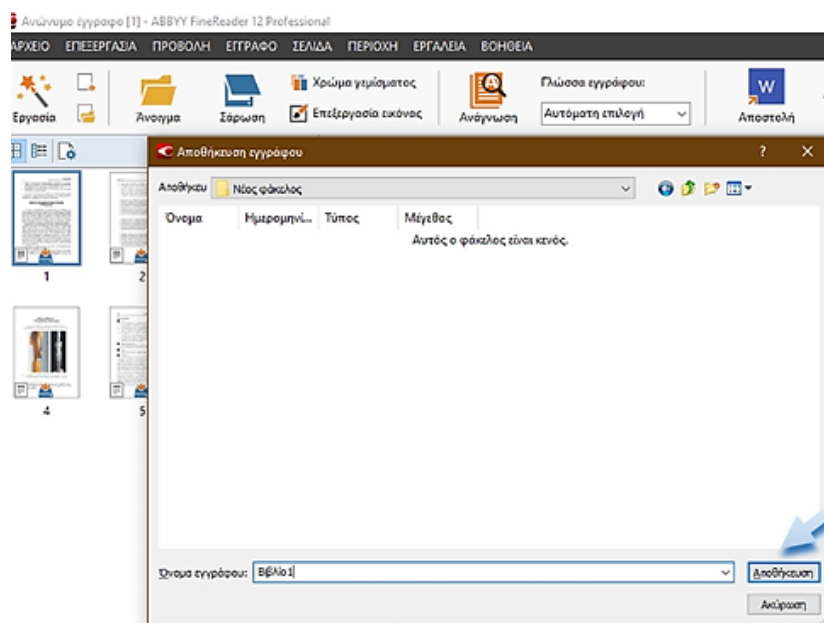 Ανώνυμο έγγραφο [1] - ABBYY FineReader 12 Professional
ΑΡΧΕΙΟ ΕΠΕΞΕΡΓΑΣΙΑ ΠΡΟΒΟΛΗ ΕΓΓΡΑΦΟ ΣΕΛΙΔΑ ΠΕΡΙΟΧΗ ΕΡΓΑΛΕΙΑ ΒΟΗΘΕΙΑ
Χρώμα γεμίσματος Γλώσσα εγγράφου: W
Επεξεργασία εικόνας Αυτόματη επιλογή
Εργασία Άνοιγμα Σάρωση Ανάγνωση Αποστολή
Αποθήκευση εγγράφου ?
Αποθήκευ Νέος φάκελος
Όνομα Ημερομηνί... Τύπος Μέγεθος
Αυτός ο φάκελος είναι κενός.
1 2
4 5
Όνομα εγγράφου: Βιβλίο1 Αποθήκευση
Ακύρωση